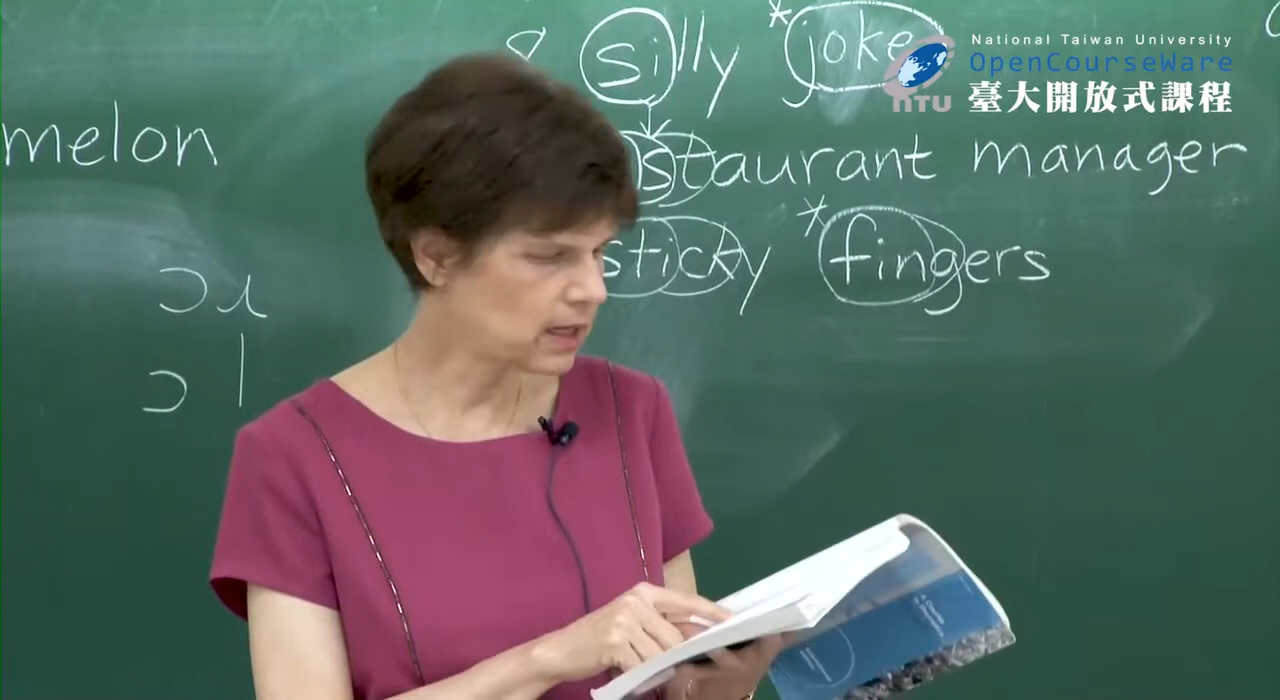 8 silly *joke
melon
staurant manager
sticky *fingers
ɔɹ
ɔl
National Taiwan University
OpenCourseWare
NTU 臺大開放式課程